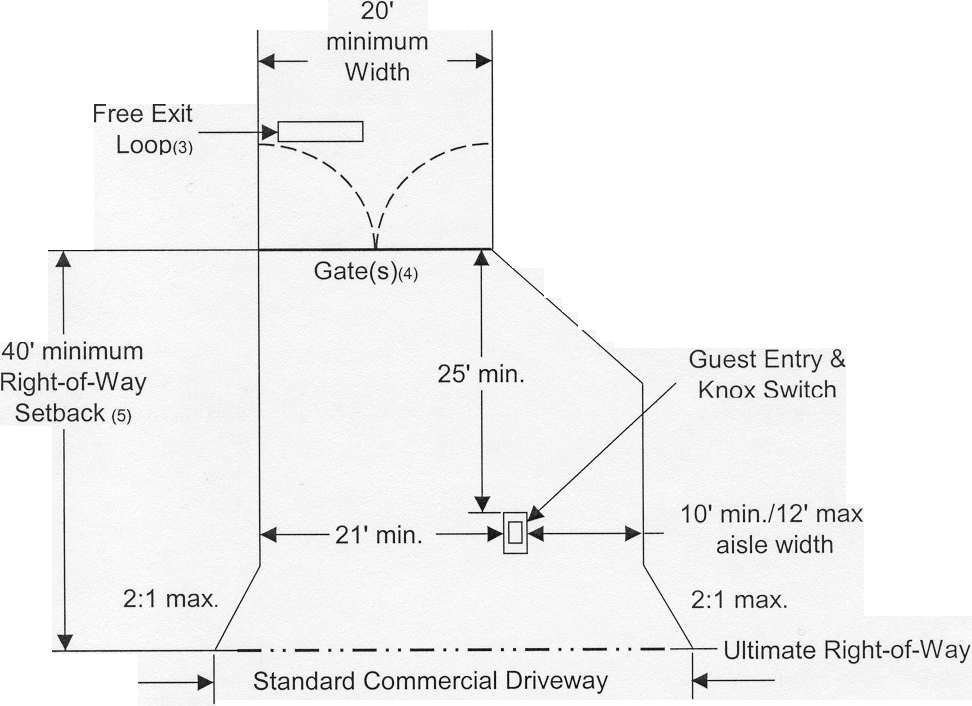 20'
minimum
Width
Free Exit
Loop(3)
Gate(s)(4)
40' minimum
Right-of-Way
Setback (5)
25' min.
Guest Entry &
Knox Switch
21' min.
10' min./12' max
aisle width
2:1 max.
2:1 max.
Ultimate Right-of-Way
Standard Commercial Driveway